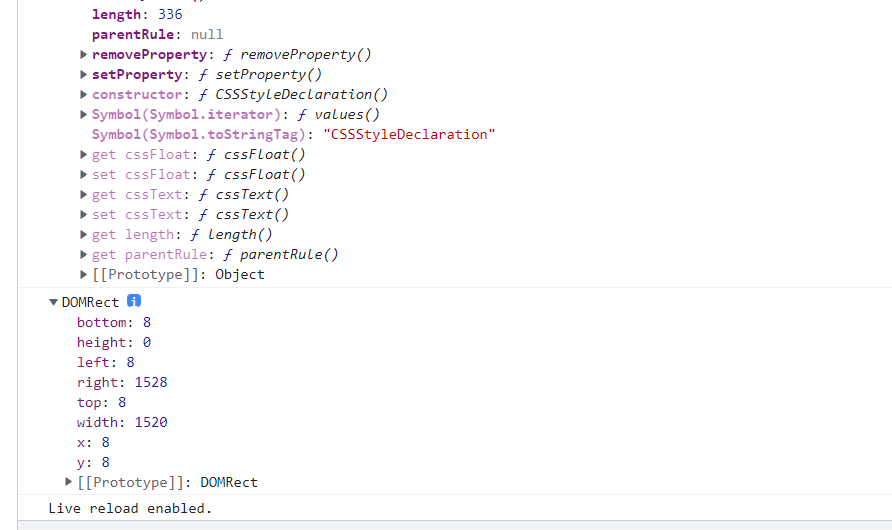 length: 336
parentRule: null
removeProperty: ƒ removeProperty()
setProperty: ƒ setProperty()
constructor: ƒ CSSStyleDeclaration()
Symbol(Symbol.iterator): ƒ values()
Symbol(Symbol.toStringTag): "CSSStyleDeclaration"
get cssFloat: ƒ cssFloat()
set cssFloat: ƒ cssFloat()
get cssText: ƒ cssText()
set cssText: ƒ cssText()
get length: ƒ length()
get parentRule: ƒ parentRule()
[[Prototype]]: Object
DOMRect i
bottom: 8
height: 0
left: 8
right: 1528
top: 8
width: 1520
x: 8
y: 8
[[Prototype]]: DOMRect
Live reload enabled.